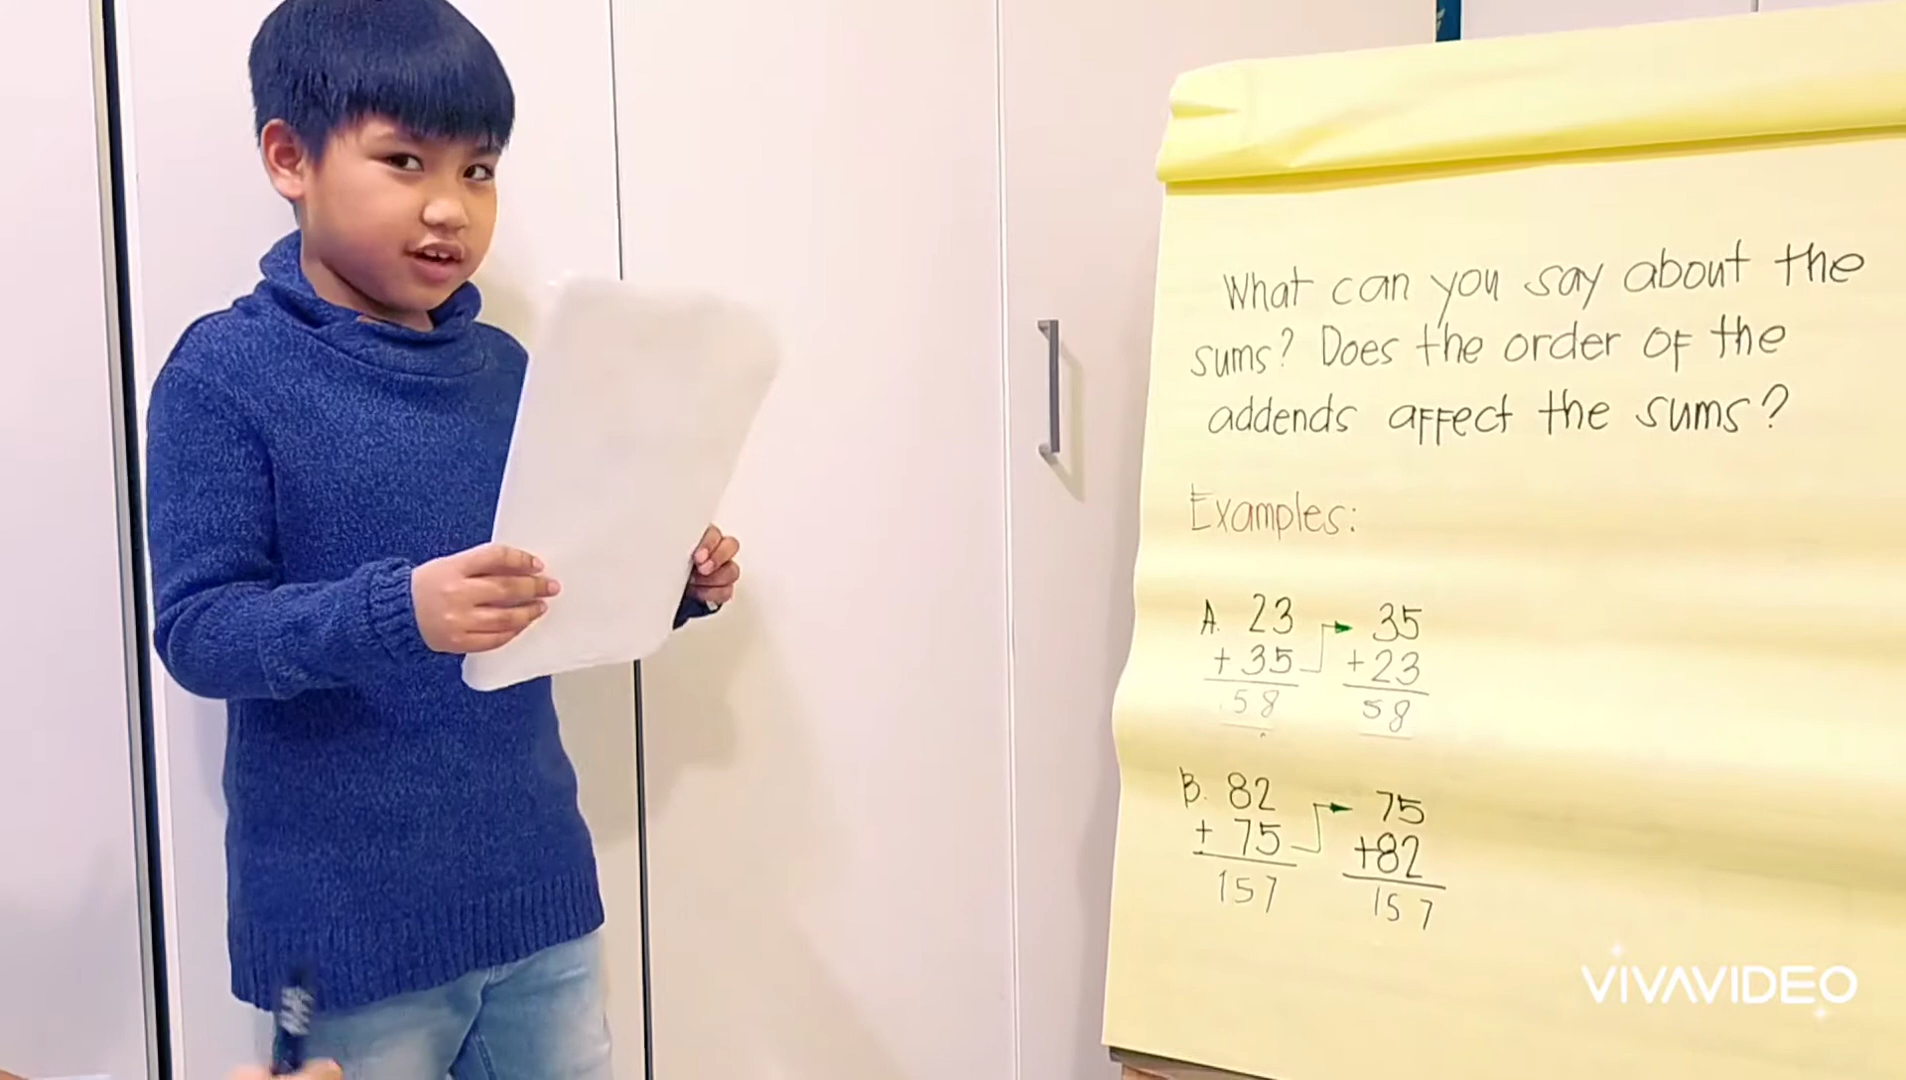 What can you say about the
sums? Does the order of the
addends affect the sums?
Examples:
A. 23 35
+ 35 +23
58 58
B. 82 75
+ 75 +82
157 157
VIVAVIDEO